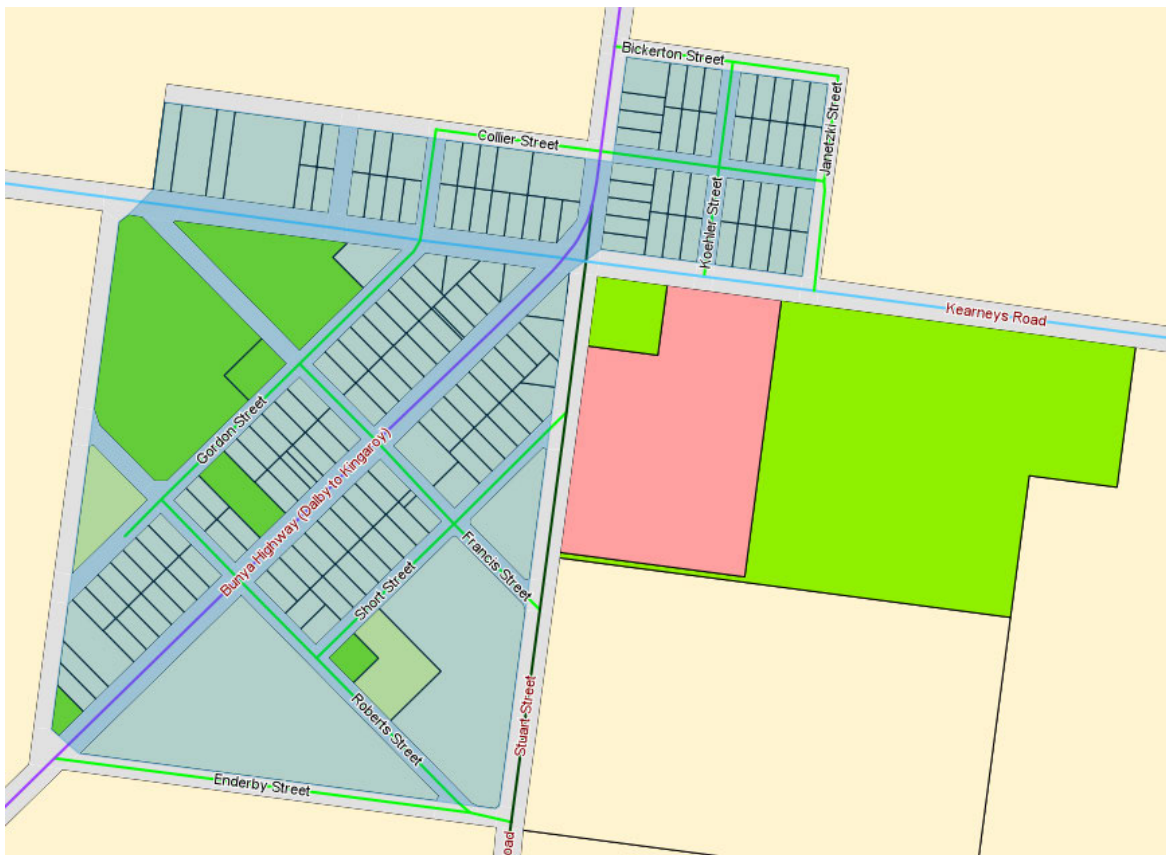 Bickerton Street
Janetzki Street
Collier Street
Koehler Street
Kearneys Road
Gordon Street
Bunya Highway (Dalby to Kingaroy)
Francis Street
Short Street
Stuart Street
Roberts Street
Enderby Street
oad